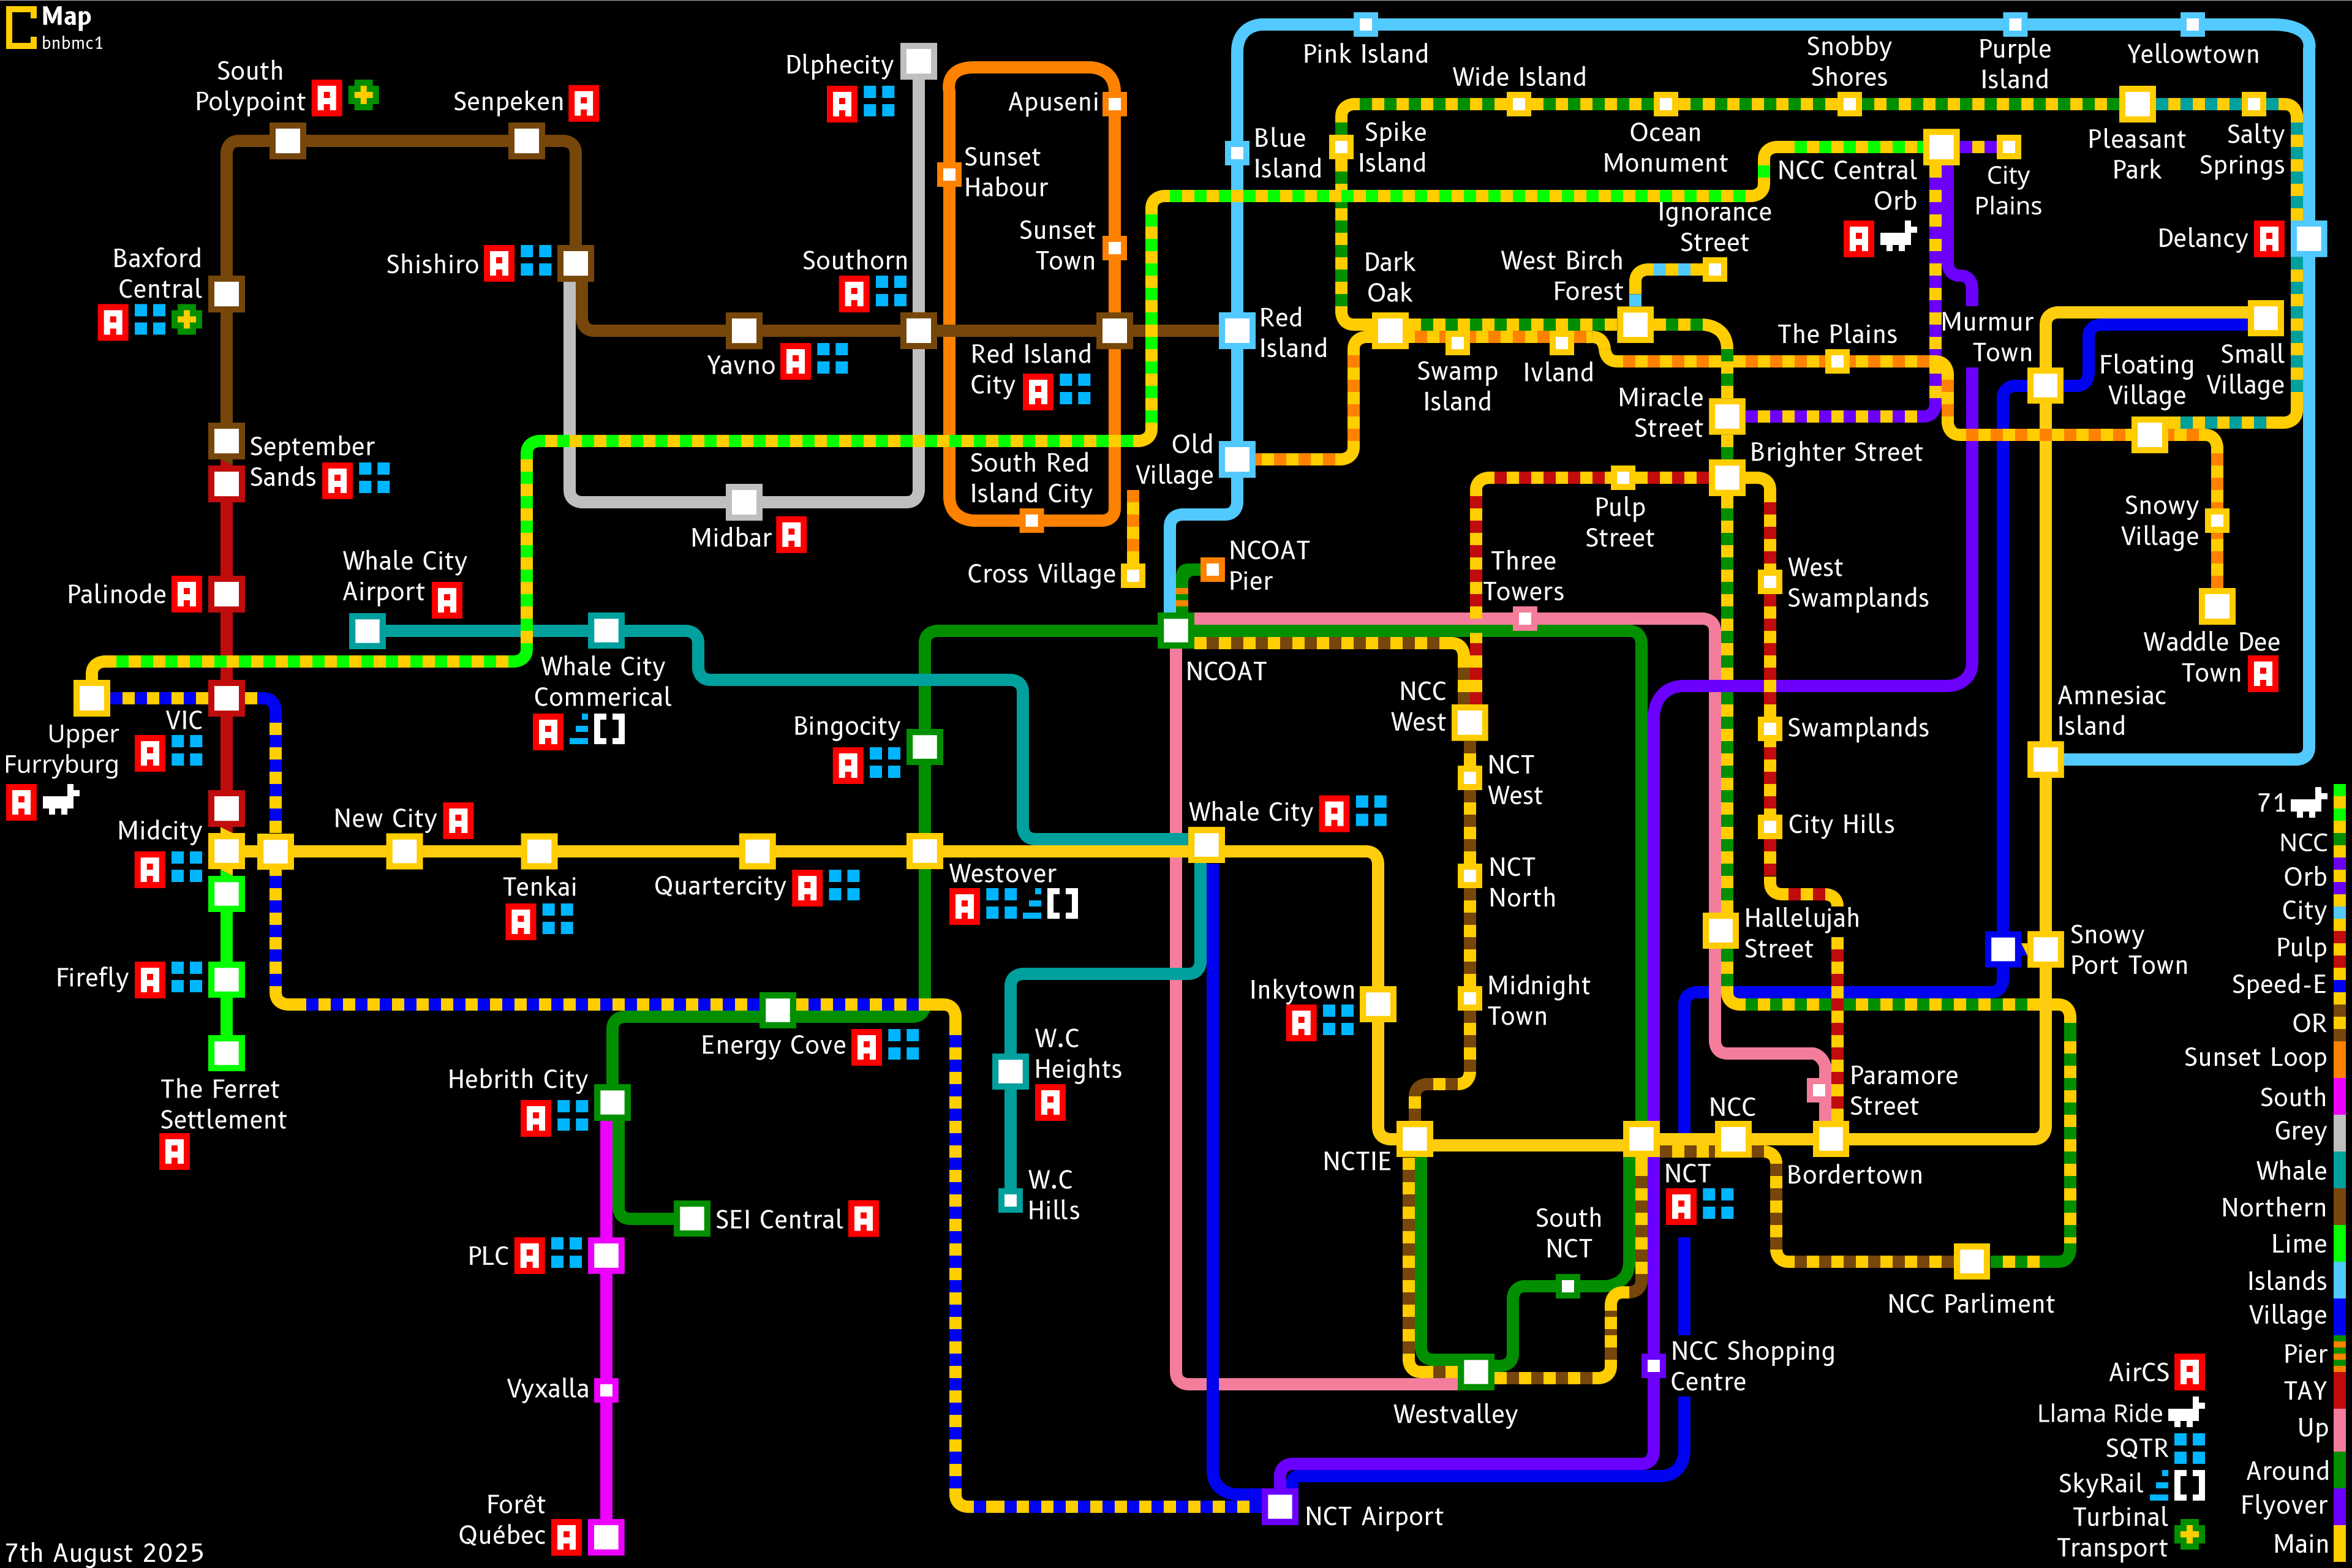 Map
bnbmc1
South
Polypoint
Senpeken
Dlphecity
Apuseni
Pink Island
Wide Island
Snobby
Shores
Purple
Island
Yellowtown
Sunset
Habour
Blue
Island
Spike
Island
Ocean
Monument
NCC Central
Orb
City
Plains
Pleasant
Park
Salty
Springs
Baxford
Central
Shishiro
Southorn
Sunset
Town
Dark
Oak
West Birch
Forest
Ignorance
Street
Delancy
Yavno
Red Island
City
Red
Island
Swamp
Island
Ivland
The Plains
Murmur
Town
Floating
Village
Small
Village
Miracle
Street
Brighter Street
September
Sands
Old
Village
South Red
Island City
Midbar
Pulp
Street
Snowy
Village
Whale City
Airport
Cross Village
NCOAT
Pier
Three
Towers
West
Swamplands
Palinode
Whale City
Commerical
NCOAT
NCC
West
Waddle Dee
Town
Amnesiac
Island
VIC
Upper
Furryburg
Bingocity
Swamplands
NCT
West
New City
Midcity
Whale City
City Hills
Tenkai
Quartercity
Westover
NCT
North
Hallelujah
Street
Snowy
Port Town
Firefly
Inkytown
Midnight
Town
Energy Cove
W.C
Heights
The Ferret
Settlement
Hebrith City
Paramore
Street
NCC
NCTIE
NCT
Bordertown
W.C
Hills
SEI Central
South
NCT
PLC
NCC Parliment
Vyxalla
NCC Shopping
Centre
Westvalley
Forêt
Québec
NCT Airport
7th August 2025
71
NCC
Orb
City
Pulp
Speed-E
OR
Sunset Loop
South
Grey
Whale
Northern
Lime
Islands
Village
Pier
TAY
Up
Around
Flyover
Main
AirCS
Llama Ride
SQTR
SkyRail
Turbinal
Transport